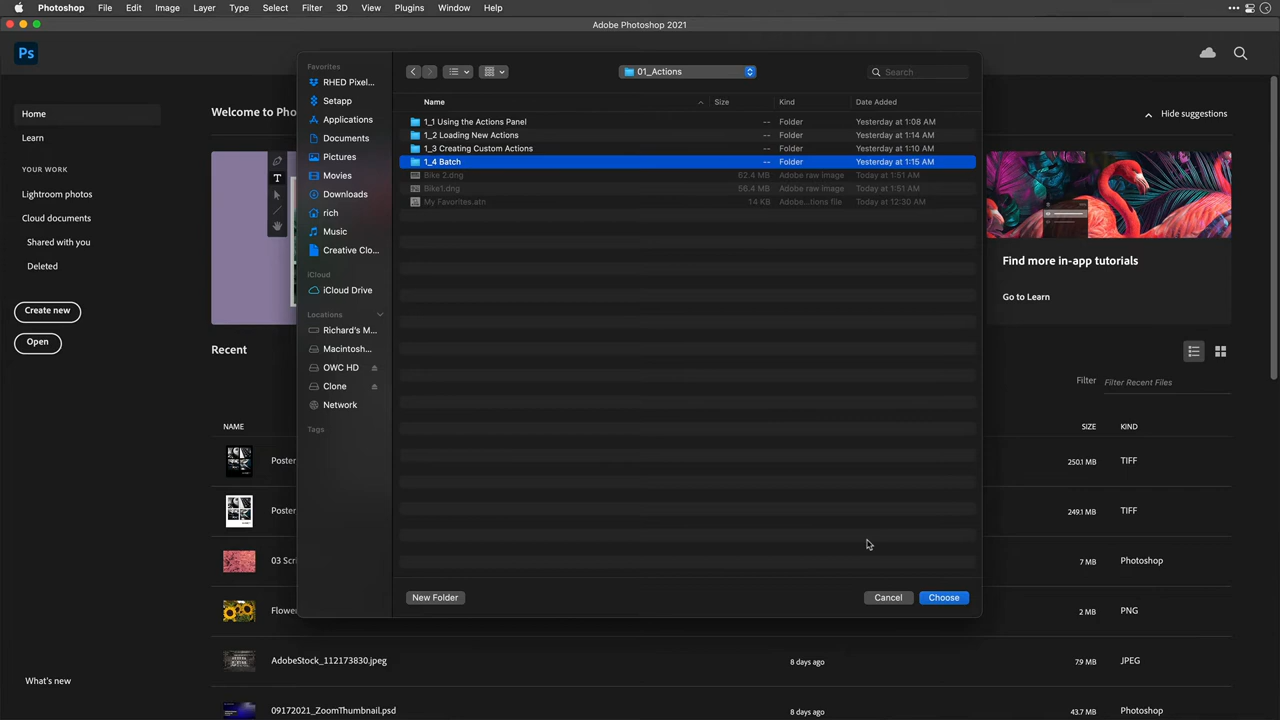 Photoshop File Edit Image Layer Type Select Filter 3D View Plugins Window Help
Adobe Photoshop 2021
Ps
Home
Learn
YOUR WORK
Lightroom photos
Cloud documents
Shared with you
Deleted
Create new
Open
What's new
Welcome to Pho
Hide suggestions
T
Find more in-app tutorials
Go to Learn
Recent
Filter Filter Recent Files
NAME SIZE KIND
Poster 250.1 MB TIFF
Poster 249.1 MB TIFF
03 Scri 7 MB Photoshop
Flower 2 MB PNG
AdobeStock_112173830.jpeg 8 days ago 7.9 MB JPEG
09172021_ZoomThumbnail.psd 8 days ago 43.7 MB Photoshop
Favorites
RHED Pixel...
Setapp
Applications
Documents
Pictures
Movies
Downloads
rich
Music
Creative Clo...
iCloud
iCloud Drive
Locations
Richard's M...
Macintosh...
OWC HD
Clone
Network
Tags
01_Actions
Search
Name Size Kind Date Added
1_1 Using the Actions Panel -- Folder Yesterday at 1:08 AM
1_2 Loading New Actions -- Folder Yesterday at 1:14 AM
1_3 Creating Custom Actions -- Folder Yesterday at 1:10 AM
1_4 Batch -- Folder Yesterday at 1:15 AM
Bike 2.dng 62.4 MB Adobe raw image Today at 1:51 AM
Bike1.dng 56.4 MB Adobe raw image Today at 1:51 AM
My Favorites.atn 14 KB Adobe...tions file Today at 12:30 AM
New Folder Cancel Choose